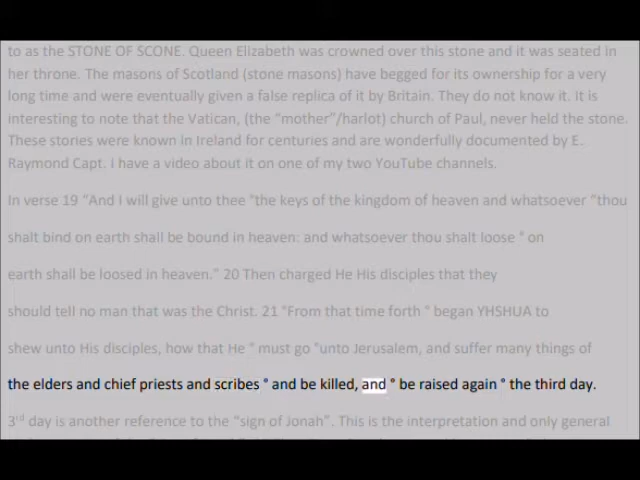 to as the STONE OF SCONE. Queen Elizabeth was crowned over this stone and it was seated in
her throne. The masons of Scotland (stone masons) have begged for its ownership for a very
long time and were eventually given a false replica of it by Britain. They do not know it. It is
interesting to note that the Vatican, (the “mother”/harlot) church of Paul, never held the stone.
These stories were known in Ireland for centuries and are wonderfully documented by E.
Raymond Capt. I have a video about it on one of my two YouTube channels.
In verse 19 “And I will give unto thee °the keys of the kingdom of heaven and whatsoever °thou
shalt bind on earth shall be bound in heaven: and whatsoever thou shalt loose ° on
earth shall be loosed in heaven.” 20 Then charged He His disciples that they
should tell no man that was the Christ. 21 °From that time forth ° began YHSHUA to
shew unto His disciples, how that He ° must go °unto Jerusalem, and suffer many things of
the elders and chief priests and scribes ° and be killed, and ° be raised again ° the third day.
3rd day is another reference to the “sign of Jonah”. This is the interpretation and only general